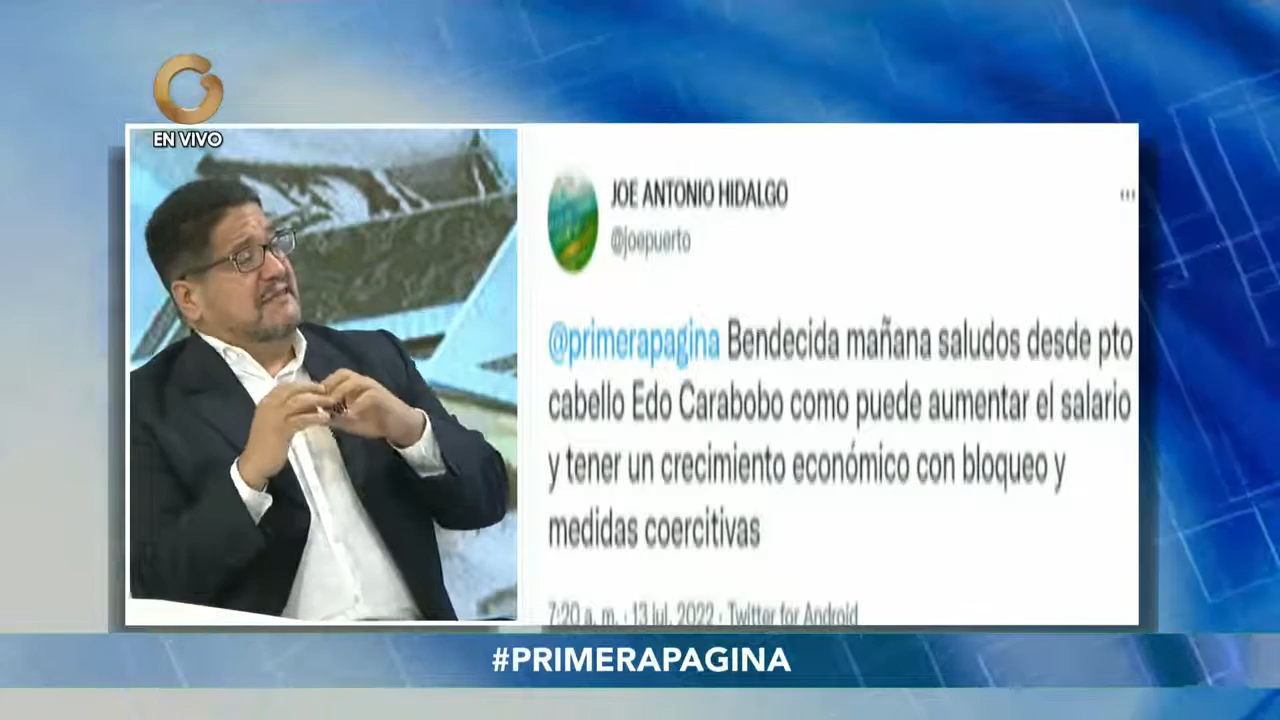 EN VIVO
JOE ANTONIO HIDALGO
@joepuerto
@primerapagina Bendecida mañana saludos desde pto
cabello Edo Carabobo como puede aumentar el salario
y tener un crecimiento económico con bloqueo y
medidas coercitivas
7:20 a. m. · 13 jul. 2022 · Twitter for Android
#PRIMERAPAGINA